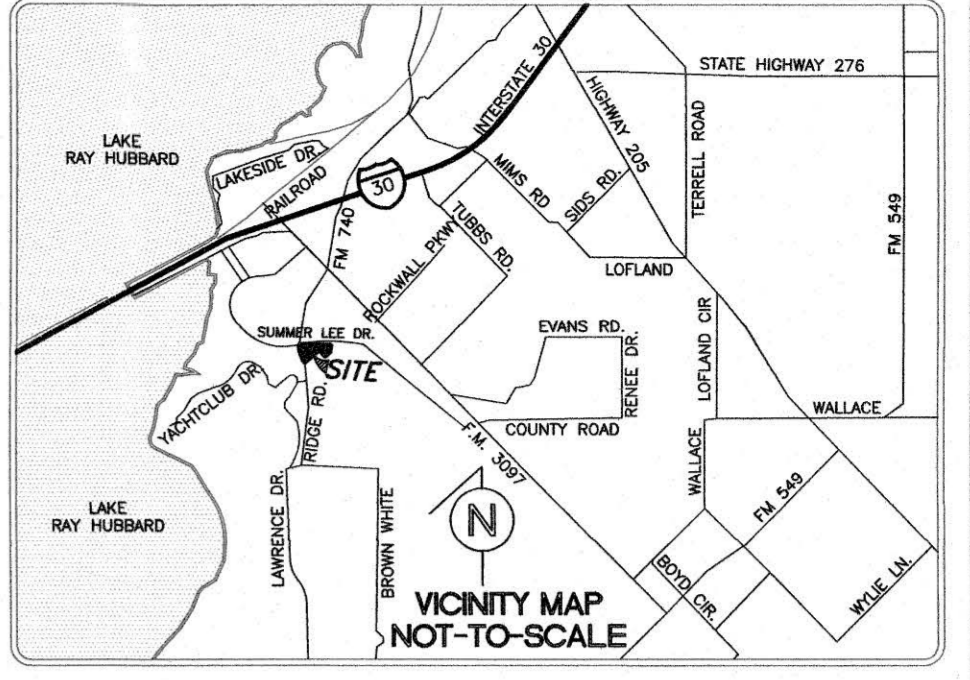 STATE HIGHWAY 276
INTERSTATE 30
HIGHWAY 205
LAKE
RAY HUBBARD
LAKESIDE DR.
RAILROAD
30
MIMS RD
SIDS RD.
TERRELL ROAD
FM 549
FM 740
TUBBS RD.
ROCKWALL PKWY
LOFLAND
SUMMER LEE DR.
SITE
EVANS RD.
RENEE DR.
LOFLAND CIR
WALLACE
YACHTCLUB DR.
RIDGE RD.
COUNTY ROAD
F.M. 3097
WALLACE
FM 549
LAKE
RAY HUBBARD
LAWRENCE DR.
BROWN WHITE
N
BOYD CIR.
WYLIE LN.
VICINITY MAP
NOT-TO-SCALE